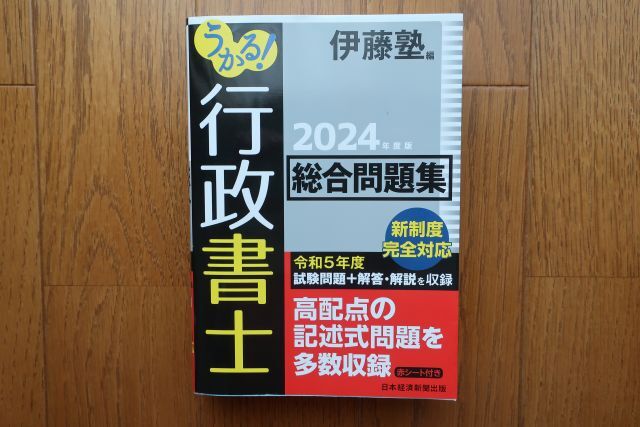 うかる!
行政書士
伊藤塾編
2024年度版
総合問題集
新制度
完全対応
令和5年度
試験問題+解答・解説を収録
高配点の
記述式問題を
多数収録
赤シート付き
日本経済新聞出版